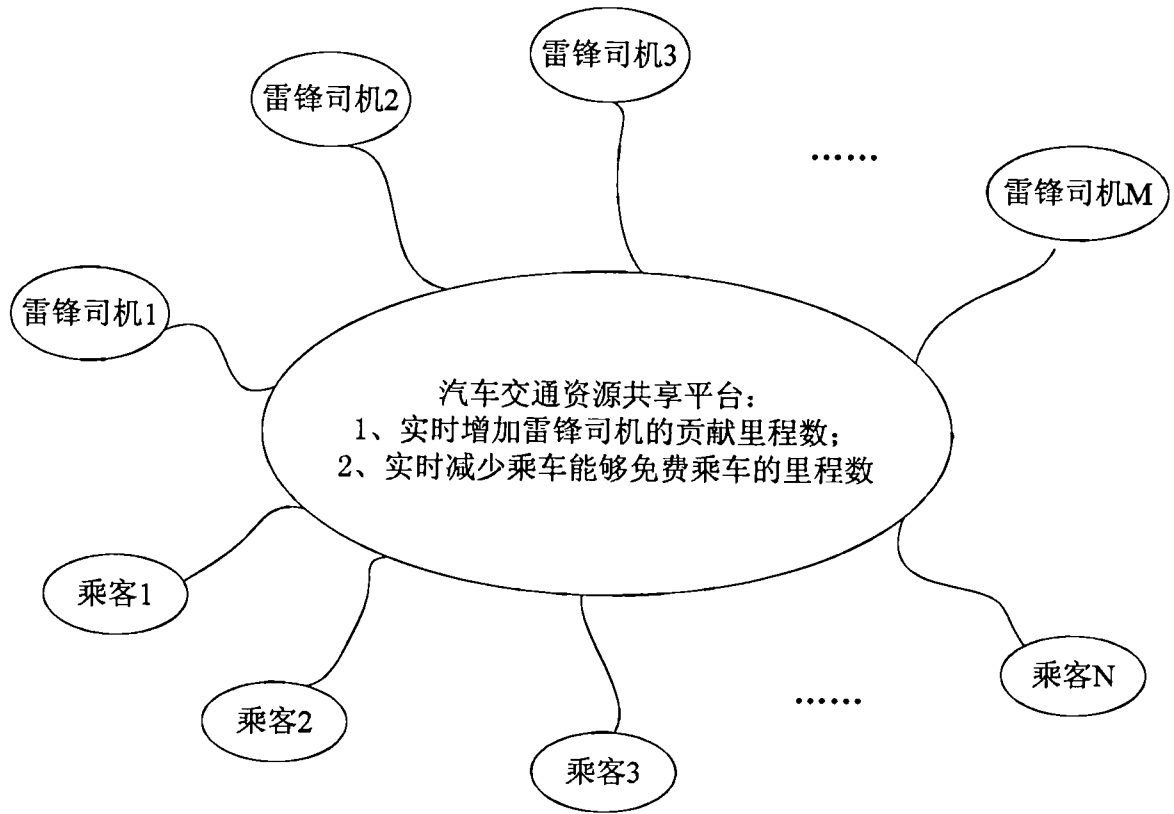 雷锋司机3
雷锋司机2
……
雷锋司机M
雷锋司机1
汽车交通资源共享平台：
1、实时增加雷锋司机的贡献里程数；
2、实时减少乘车能够免费乘车的里程数
乘客1
乘客2
乘客3
……
乘客N